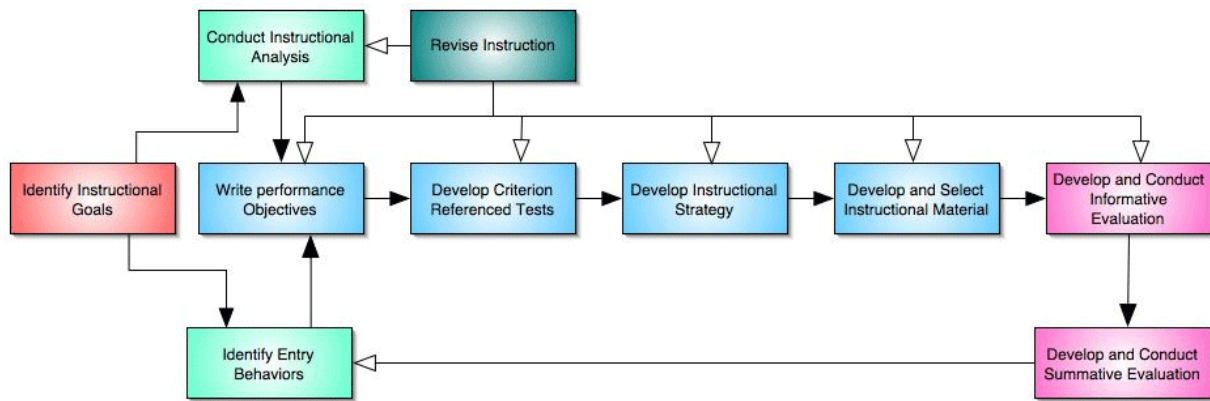 Conduct Instructional
Analysis
Revise Instruction
Identify Instructional
Goals
Write performance
Objectives
Develop Criterion
Referenced Tests
Develop Instructional
Strategy
Develop and Select
Instructional Material
Develop and Conduct
Informative
Evaluation
Identify Entry
Behaviors
Develop and Conduct
Summative Evaluation